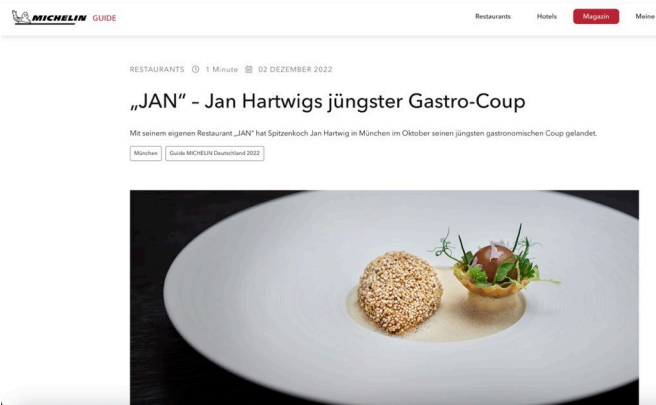 MICHELIN GUIDE
Restaurants Hotels Magazin Meine
RESTAURANTS 1 Minute 02 DEZEMBER 2022
„JAN“ – Jan Hartwigs jüngster Gastro-Coup
Mit seinem eigenen Restaurant „JAN“ hat Spitzenkoch Jan Hartwig in München im Oktober seinen jüngsten gastronomischen Coup gelandet.
München Guide MICHELIN Deutschland 2022